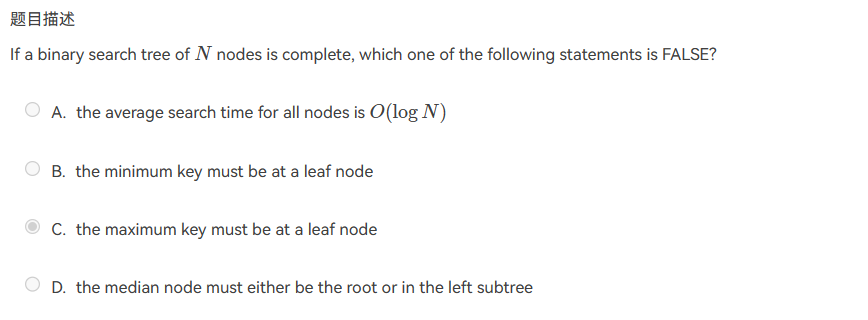 题目描述
If a binary search tree of N nodes is complete, which one of the following statements is FALSE?
A. the average search time for all nodes is O(log N)
B. the minimum key must be at a leaf node
C. the maximum key must be at a leaf node
D. the median node must either be the root or in the left subtree